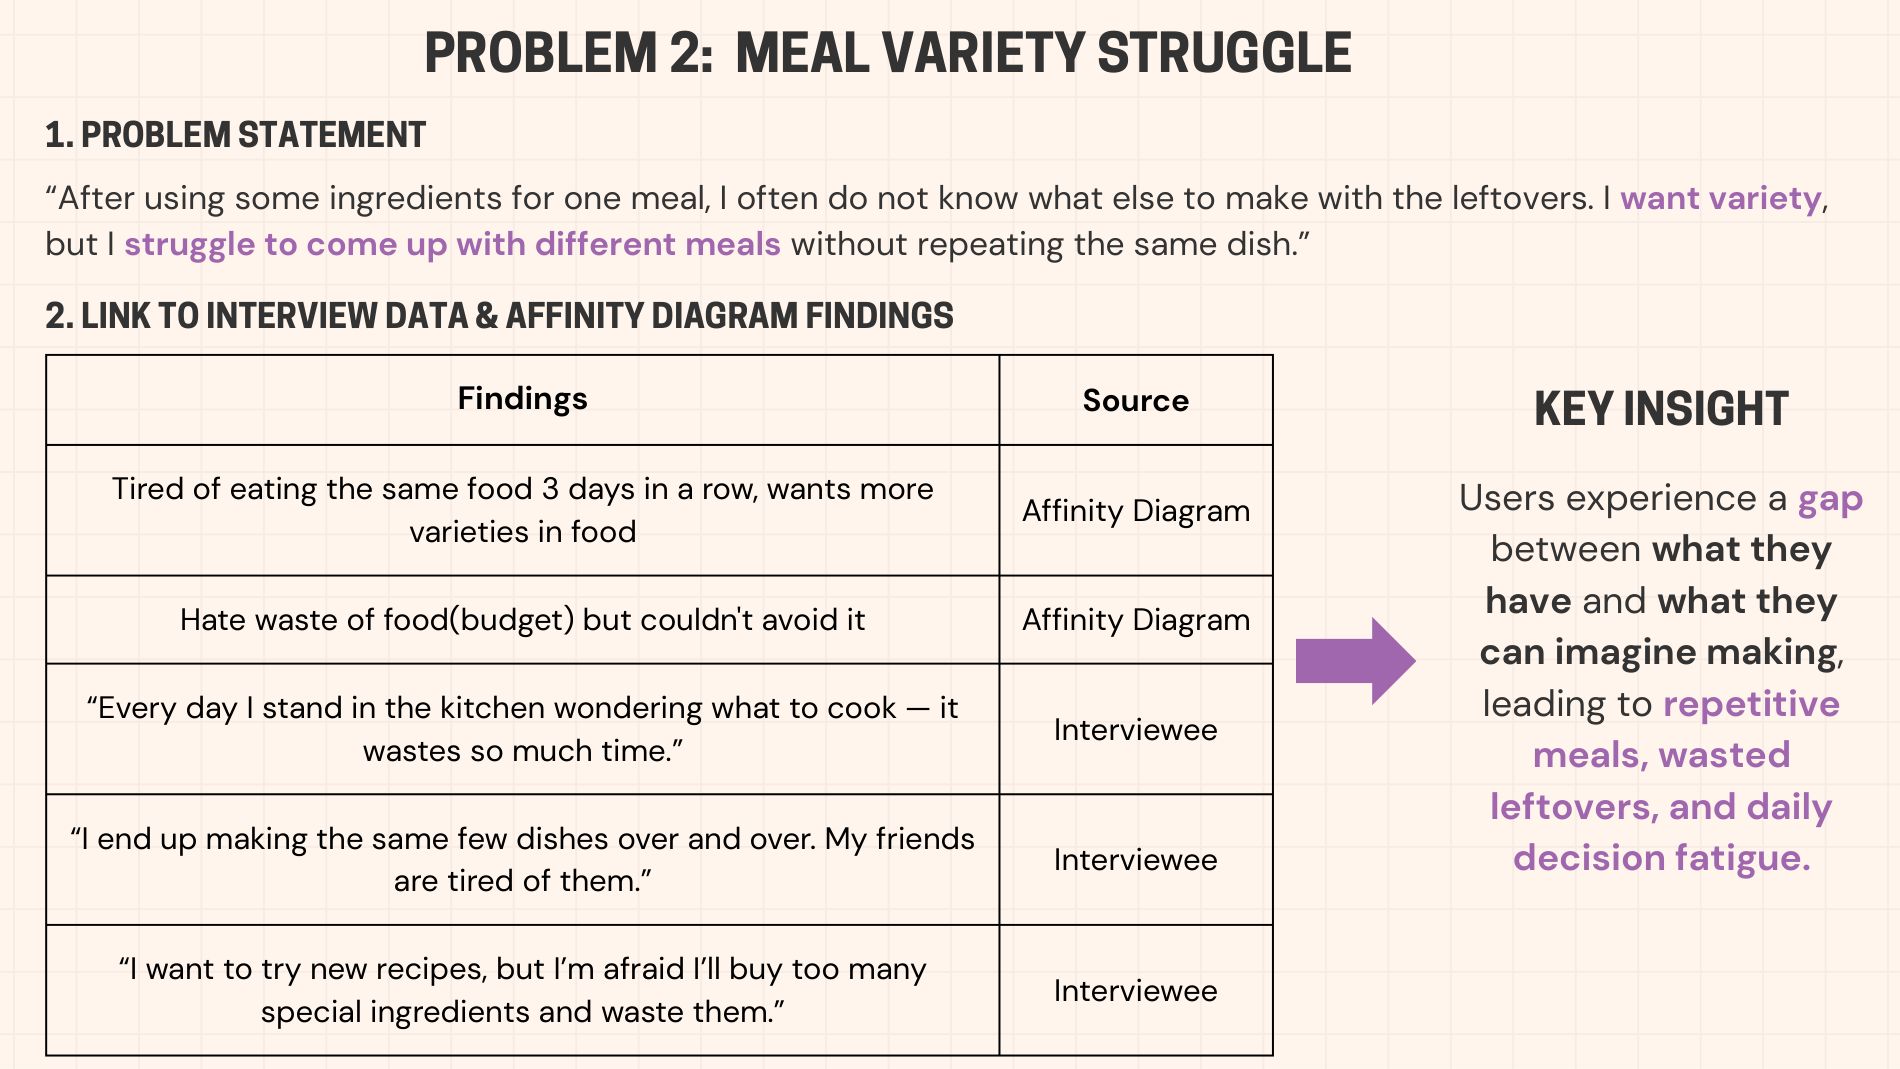 PROBLEM 2: MEAL VARIETY STRUGGLE
1. PROBLEM STATEMENT
“After using some ingredients for one meal, I often do not know what else to make with the leftovers. I want variety,
but I struggle to come up with different meals without repeating the same dish.”
2. LINK TO INTERVIEW DATA & AFFINITY DIAGRAM FINDINGS
Findings
Source
Tired of eating the same food 3 days in a row, wants more
varieties in food
Affinity Diagram
Hate waste of food(budget) but couldn't avoid it
Affinity Diagram
“Every day I stand in the kitchen wondering what to cook — it
wastes so much time.”
Interviewee
“I end up making the same few dishes over and over. My friends
are tired of them.”
Interviewee
“I want to try new recipes, but I’m afraid I’ll buy too many
special ingredients and waste them.”
Interviewee
KEY INSIGHT
Users experience a gap
between what they
have and what they
can imagine making,
leading to repetitive
meals, wasted
leftovers, and daily
decision fatigue.